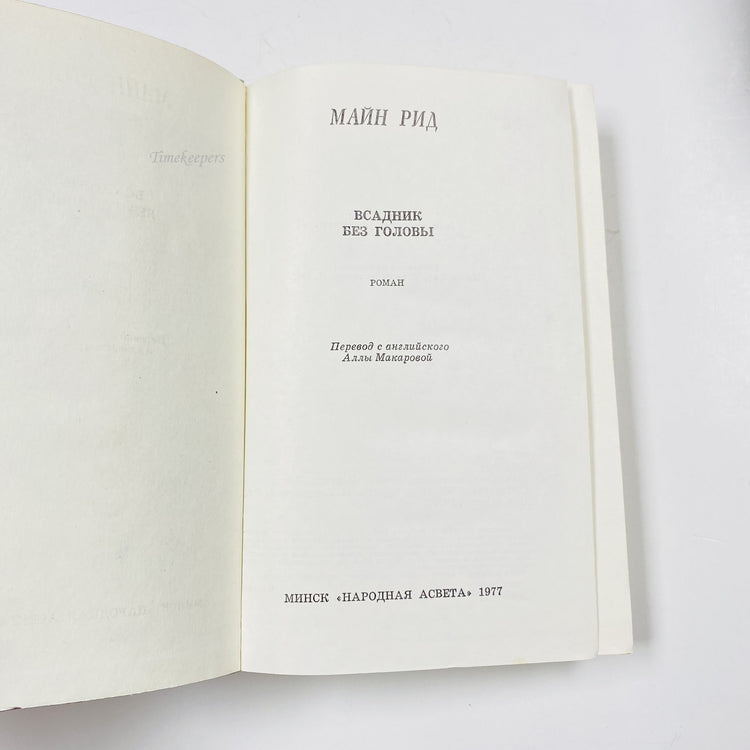 Timekeepers
МАЙН РИД
ВСАДНИК
БЕЗ ГОЛОВЫ
РОМАН
Перевод с английского
Аллы Макаровой
МИНСК «НАРОДНАЯ АСВЕТА» 1977